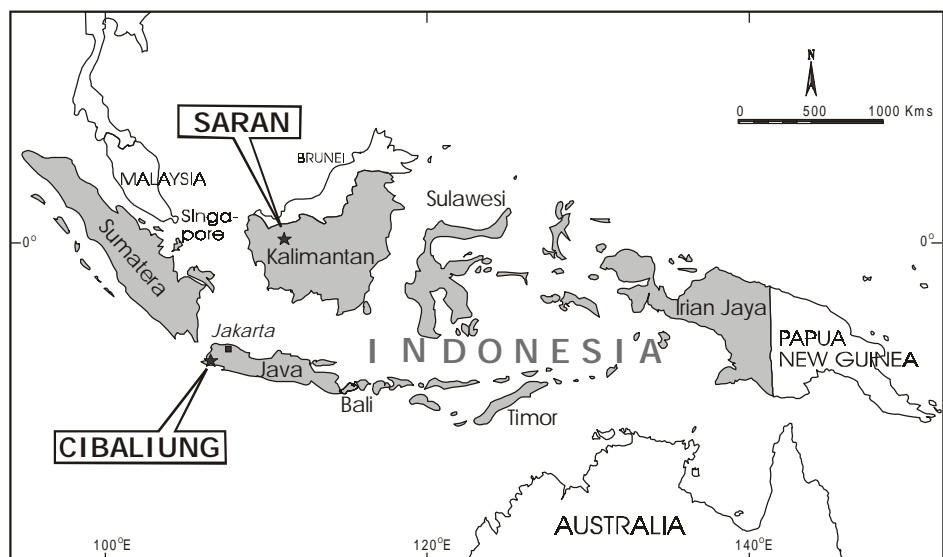 N
0 500 1000 Kms
SARAN
BRUNEI
MALAYSIA
Singa-
pore
Sulawesi
Sumatera
0°
0°
Kalimantan
Irian Jaya
Jakarta
INDONESIA
PAPUA
NEW GUINEA
Java
Bali
Timor
CIBALIUNG
AUSTRALIA
100°E
120°E
140°E